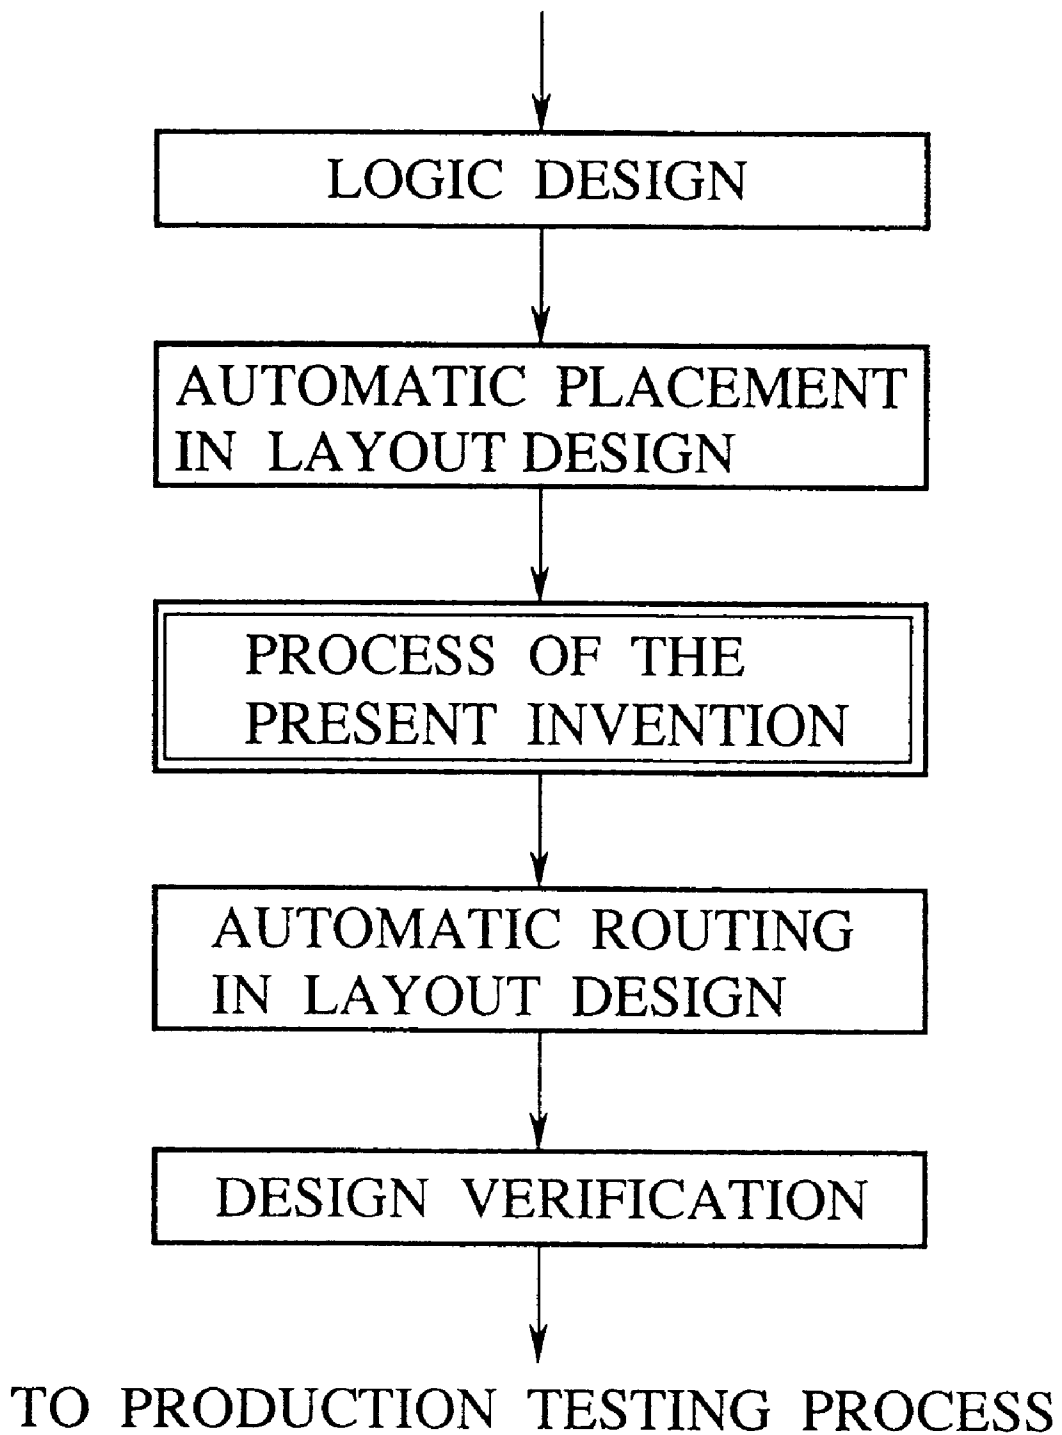 LOGIC DESIGN
AUTOMATIC PLACEMENT
IN LAYOUT DESIGN
PROCESS OF THE
PRESENT INVENTION
AUTOMATIC ROUTING
IN LAYOUT DESIGN
DESIGN VERIFICATION
TO PRODUCTION TESTING PROCESS